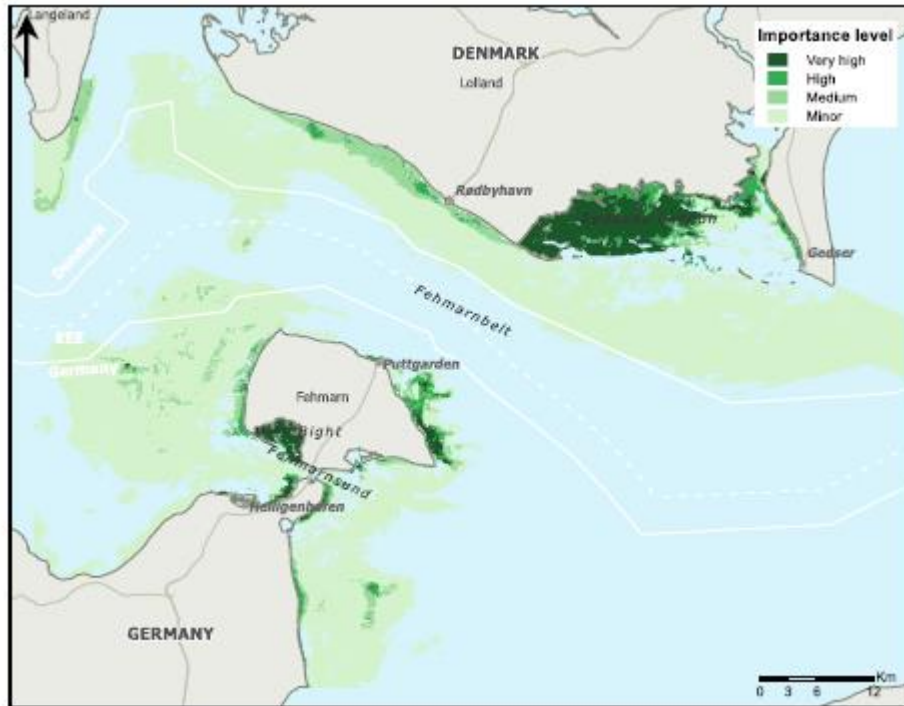 Langeland
DENMARK
Lolland
Importance level
Very high
High
Medium
Minor
Rødbyhavn
Gedser
Denmark
Fehmarnbelt
Germany
Puttgarden
Fehmarn
Bight
Fehmarnsund
Heiligenhafen
GERMANY
Km
0 3 6 12